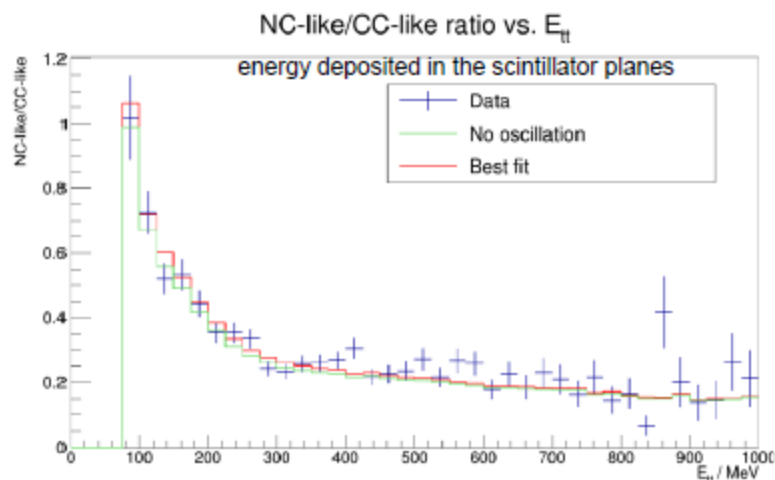 NC-like/CC-like ratio vs. E_tt
energy deposited in the scintillator planes
Data
No oscillation
Best fit
NC-like/CC-like
1.2
1
0.8
0.6
0.4
0.2
0
0 100 200 300 400 500 600 700 800 900 1000
E_tt / MeV